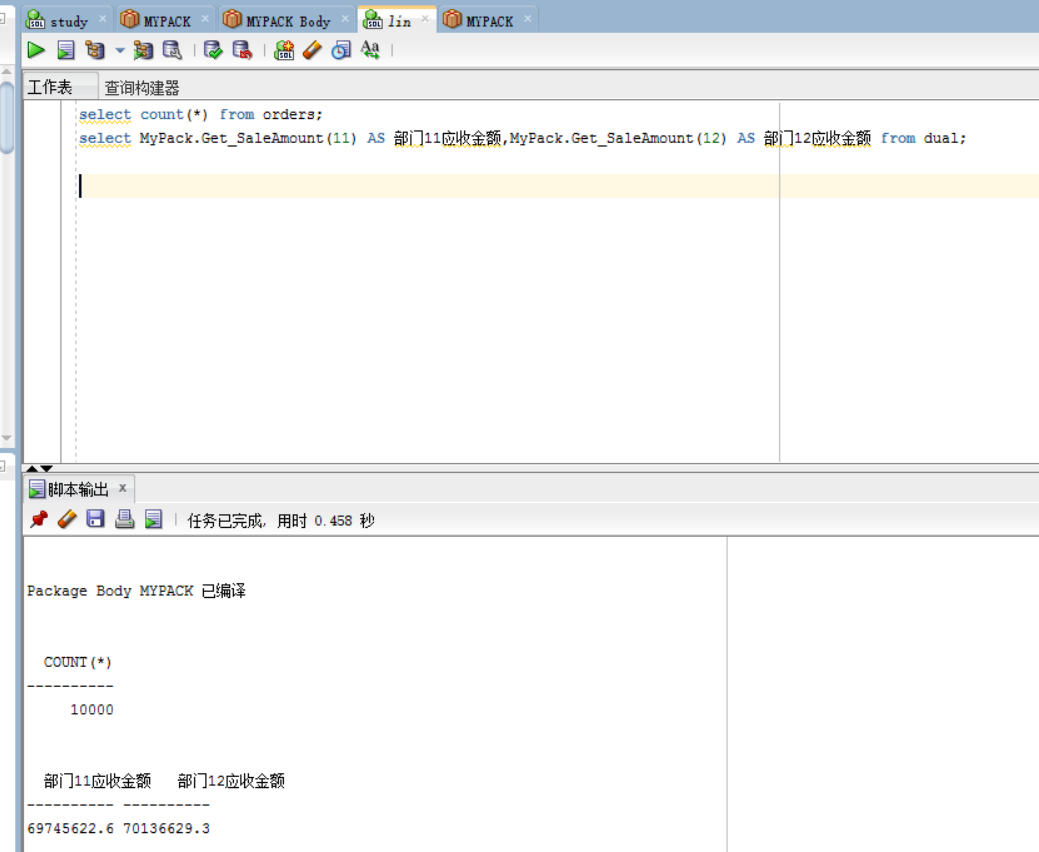 study MYPACK MYPACK Body lin MYPACK
工作表 查询构建器
select count(*) from orders;
select MyPack.Get_SaleAmount(11) AS 部门11应收金额,MyPack.Get_SaleAmount(12) AS 部门12应收金额 from dual;
脚本输出
任务已完成, 用时 0.458 秒
Package Body MYPACK 已编译
COUNT(*)
----------
10000
部门11应收金额 部门12应收金额
---------- ----------
69745622.6 70136629.3